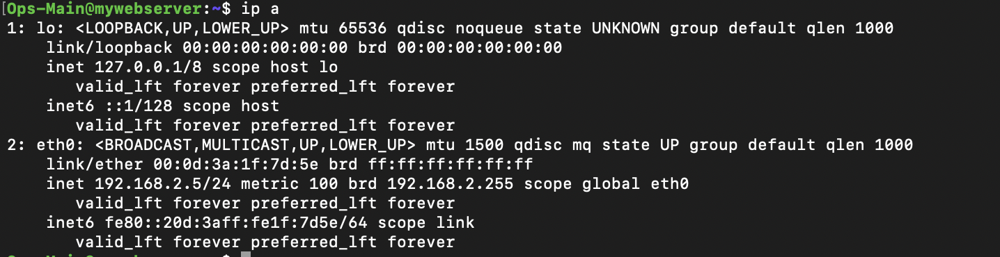 [Ops-Main@mywebserver:~$ ip a
1: lo: <LOOPBACK,UP,LOWER_UP> mtu 65536 qdisc noqueue state UNKNOWN group default qlen 1000
    link/loopback 00:00:00:00:00:00 brd 00:00:00:00:00:00
    inet 127.0.0.1/8 scope host lo
       valid_lft forever preferred_lft forever
    inet6 ::1/128 scope host
       valid_lft forever preferred_lft forever
2: eth0: <BROADCAST,MULTICAST,UP,LOWER_UP> mtu 1500 qdisc mq state UP group default qlen 1000
    link/ether 00:0d:3a:1f:7d:5e brd ff:ff:ff:ff:ff:ff
    inet 192.168.2.5/24 metric 100 brd 192.168.2.255 scope global eth0
       valid_lft forever preferred_lft forever
    inet6 fe80::20d:3aff:fe1f:7d5e/64 scope link
       valid_lft forever preferred_lft forever